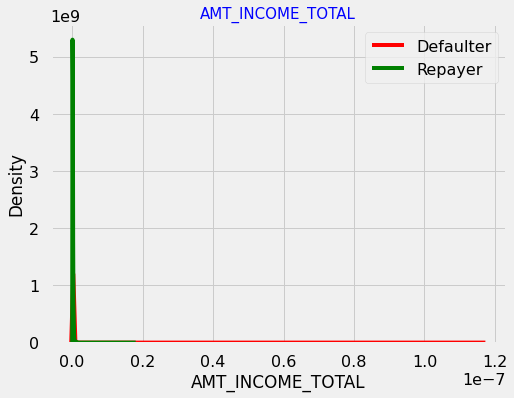 AMT_INCOME_TOTAL
1e9
Defaulter
Repayer
5
4
3
2
1
0
Density
0.0 0.2 0.4 0.6 0.8 1.0 1.2
1e−7
AMT_INCOME_TOTAL